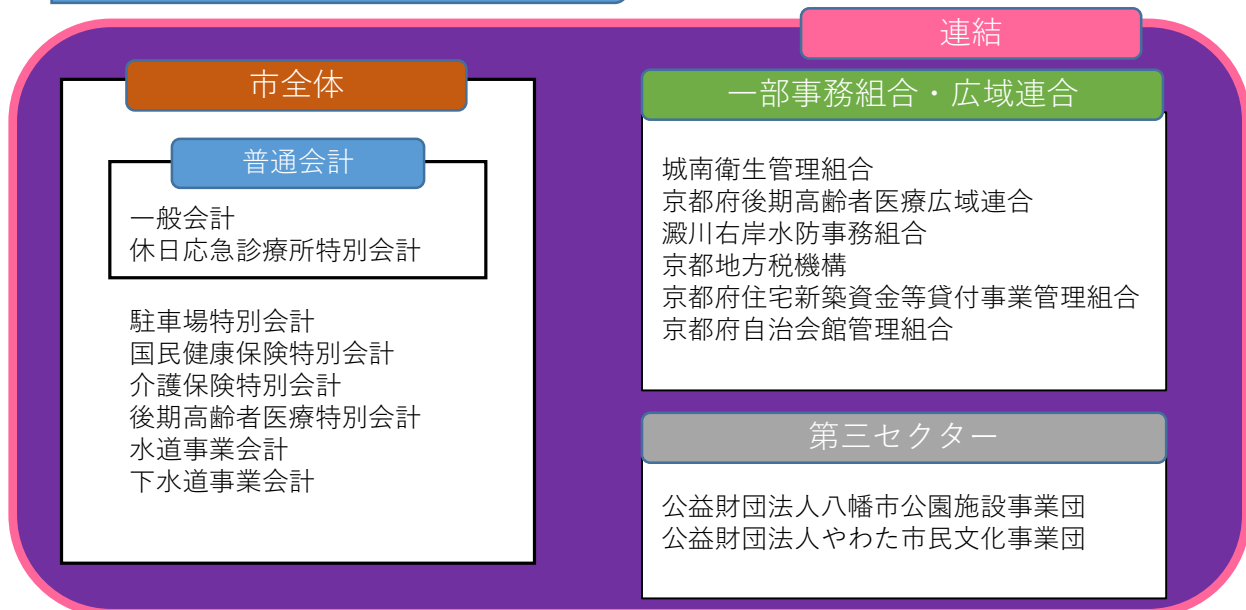 連結
市全体
普通会計
一般会計
休日応急診療所特別会計
駐車場特別会計
国民健康保険特別会計
介護保険特別会計
後期高齢者医療特別会計
水道事業会計
下水道事業会計
一部事務組合・広域連合
城南衛生管理組合
京都府後期高齢者医療広域連合
澱川右岸水防事務組合
京都地方税機構
京都府住宅新築資金等貸付事業管理組合
京都府自治会館管理組合
第三セクター
公益財団法人八幡市公園施設事業団
公益財団法人やわた市民文化事業団